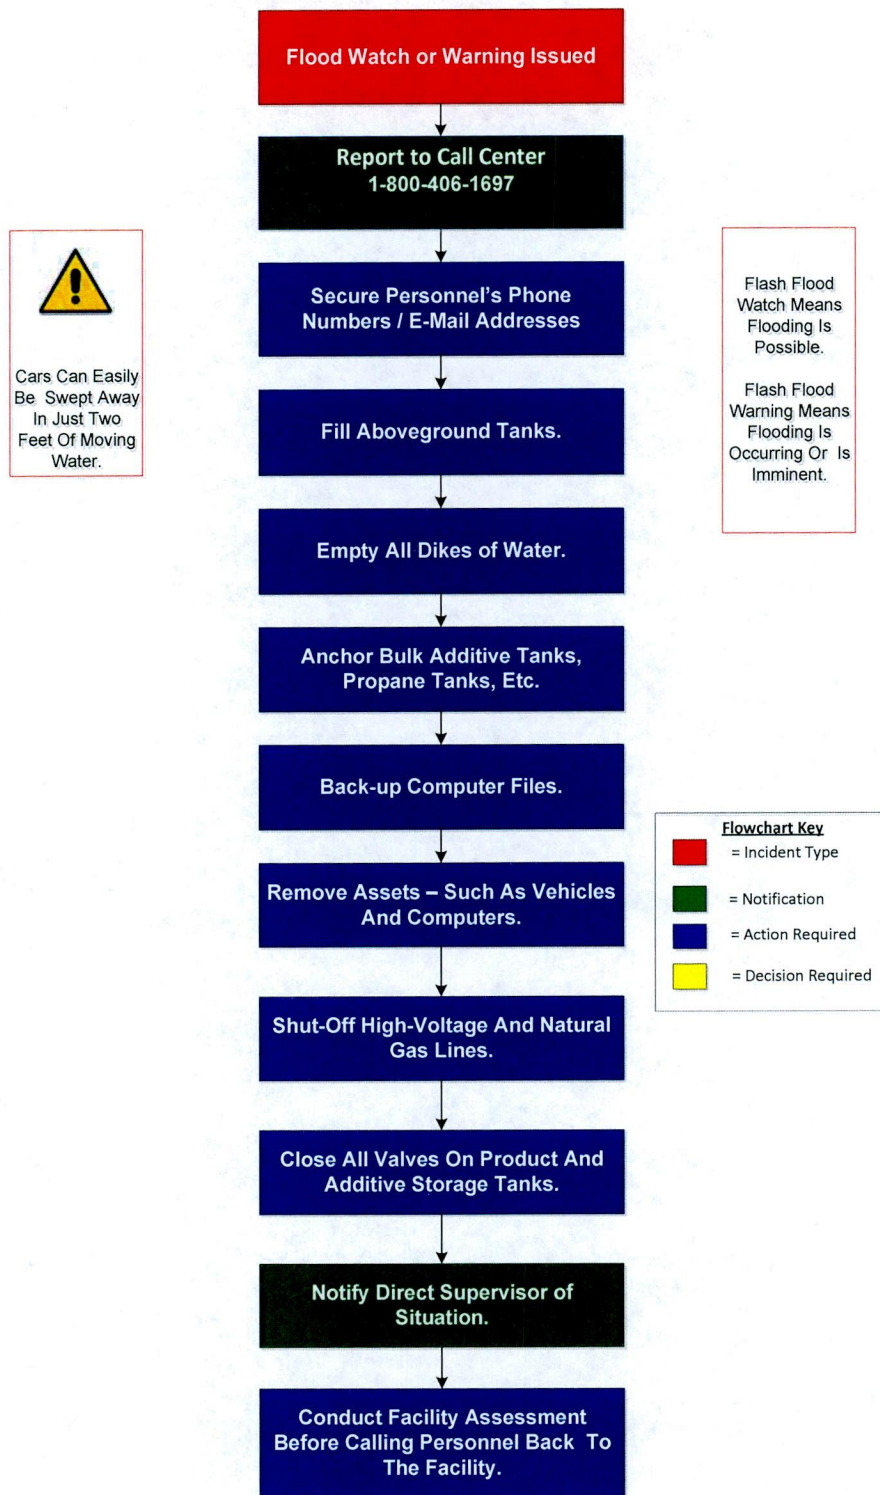 Flood Watch or Warning Issued
Report to Call Center
1-800-406-1697
Secure Personnel's Phone
Numbers / E-Mail Addresses
Fill Aboveground Tanks.
Empty All Dikes of Water.
Anchor Bulk Additive Tanks,
Propane Tanks, Etc.
Back-up Computer Files.
Remove Assets – Such As Vehicles
And Computers.
Shut-Off High-Voltage And Natural
Gas Lines.
Close All Valves On Product And
Additive Storage Tanks.
Notify Direct Supervisor of
Situation.
Conduct Facility Assessment
Before Calling Personnel Back To
The Facility.
Cars Can Easily
Be Swept Away
In Just Two
Feet Of Moving
Water.
Flash Flood
Watch Means
Flooding Is
Possible.
Flash Flood
Warning Means
Flooding Is
Occurring Or Is
Imminent.
Flowchart Key
= Incident Type
= Notification
= Action Required
= Decision Required